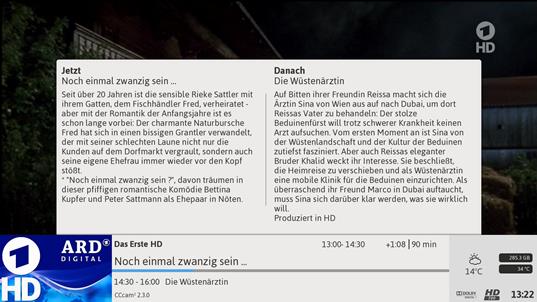 1
HD
Jetzt
Noch einmal zwanzig sein ...
Seit über 20 Jahren ist die sensible Rieke Sattler mit
ihrem Gatten, dem Fischhändler Fred, verheiratet -
aber mit der Romantik der Anfangsjahre ist es
schon lange vorbei: Der charmante Naturbursche
Fred hat sich in einen bissigen Grantler verwandelt,
der mit seiner schlechten Laune nicht nur die
Kunden auf dem Dorfmarkt vergrault, sondern auch
seine eigene Ehefrau immer wieder vor den Kopf
stößt.
* "Noch einmal zwanzig sein ?", davon träumen in
dieser pfiffigen romantische Komödie Bettina
Kupfer und Peter Sattmann als Ehepaar in Nöten.
Danach
Die Wüstenärztin
Auf Bitten ihrer Freundin Reissa macht sich die
Ärztin Sina von Wien aus auf nach Dubai, um dort
Reissas Vater zu behandeln: Der stolze
Beduinenfürst will trotz schwerer Krankheit keinen
Arzt aufsuchen. Vom ersten Moment an ist Sina von
der Wüstenlandschaft und der Kultur der Beduinen
zutiefst fasziniert. Aber auch Reissas eleganter
Bruder Khalid weckt ihr Interesse. Sie beschließt,
die Heimreise zu verschieben und als Wüstenärztin
eine mobile Klinik für die Beduinen einzurichten. Als
überraschend ihr Freund Marco in Dubai auftaucht,
muss Sina sich darüber klar werden, was sie wirklich
will.
Produziert in HD
1
HD
ARD
DIGITAL
Das Erste HD
13:00- 14:30
+1:08 | 90 min
Noch einmal zwanzig sein ...
14:30 - 16:00 Die Wüstenärztin
CCcam² 2.3.0
14°C
285.3 GB
34 °C
DOLBY
DIGITAL
HD
720
13:22